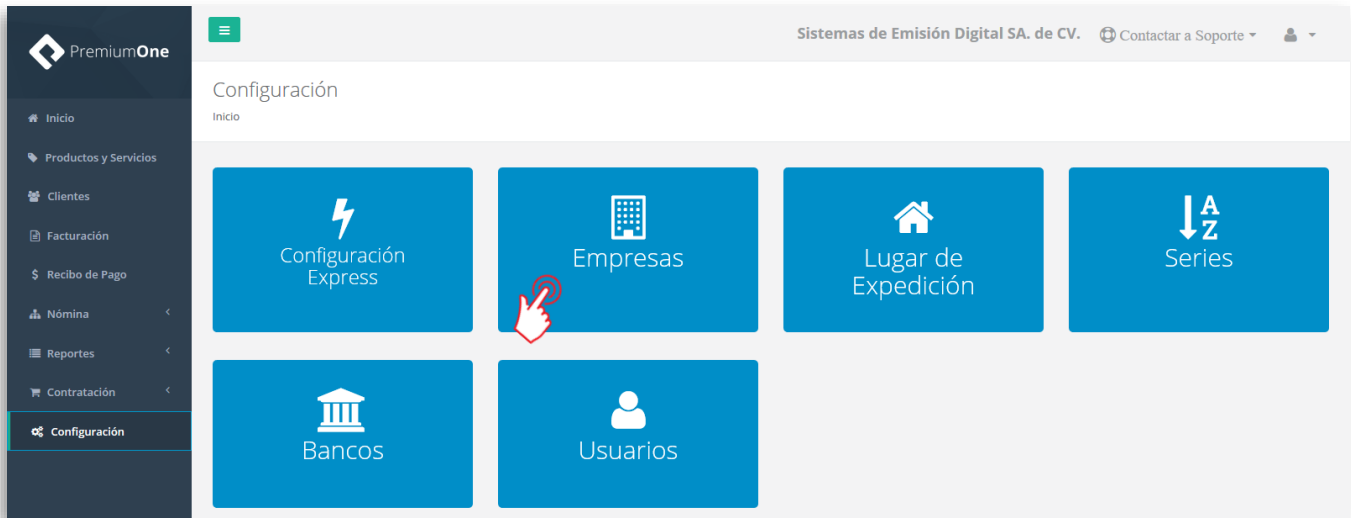 PremiumOne
Sistemas de Emisión Digital SA. de CV.
Contactar a Soporte
Configuración
Inicio
Inicio
Productos y Servicios
Clientes
Facturación
Recibo de Pago
Nómina
Reportes
Contratación
Configuración
Configuración
Express
Empresas
Lugar de
Expedición
A
Z
Series
Bancos
Usuarios